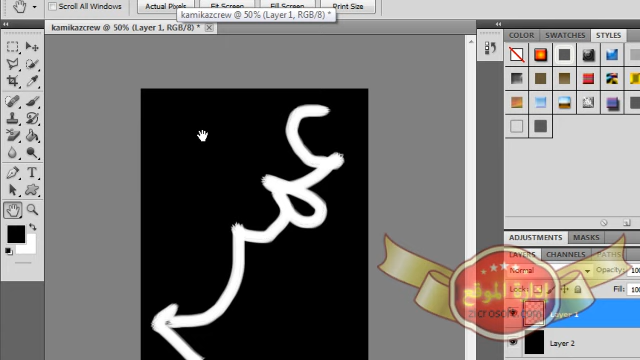 Scroll All Windows
Actual Pixels
Fit Screen
Fill Screen
Print Size
kamikazcrew @ 50% (Layer 1, RGB/8) *
kamikazcrew @ 50% (Layer 1, RGB/8) *
COLOR
SWATCHES
STYLES
ADJUSTMENTS
MASKS
LAYERS
CHANNELS
PATHS
Normal
Opacity:
Lock:
Fill:
إدارة الموقع
Layer 1
Layer 2